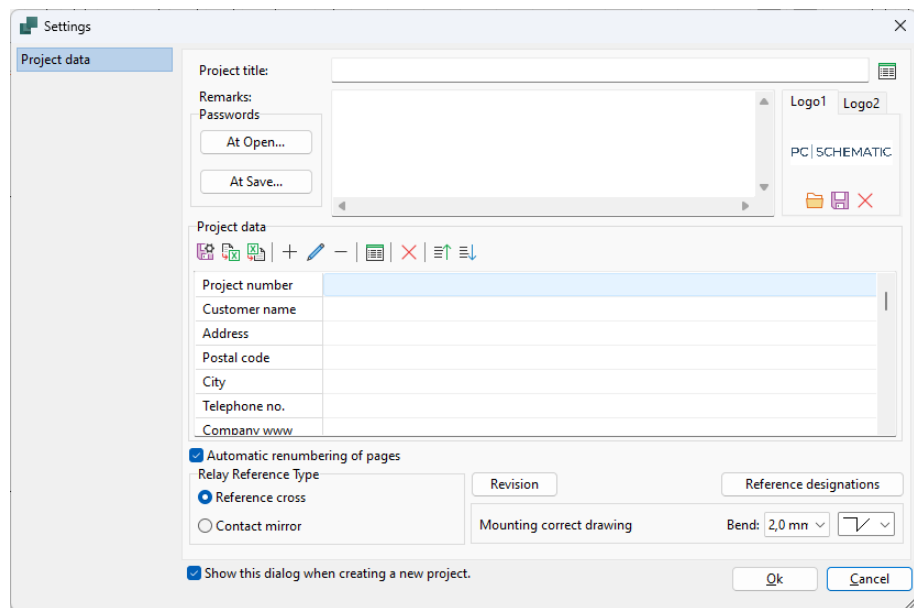 Settings
Project data
Project title:
Remarks:
Passwords
At Open...
At Save...
Logo1 Logo2
PC|SCHEMATIC
Project data
Project number
Customer name
Address
Postal code
City
Telephone no.
Company www
Automatic renumbering of pages
Relay Reference Type
Reference cross
Contact mirror
Revision
Reference designations
Mounting correct drawing
Bend: 2,0 mm
Show this dialog when creating a new project.
Ok
Cancel